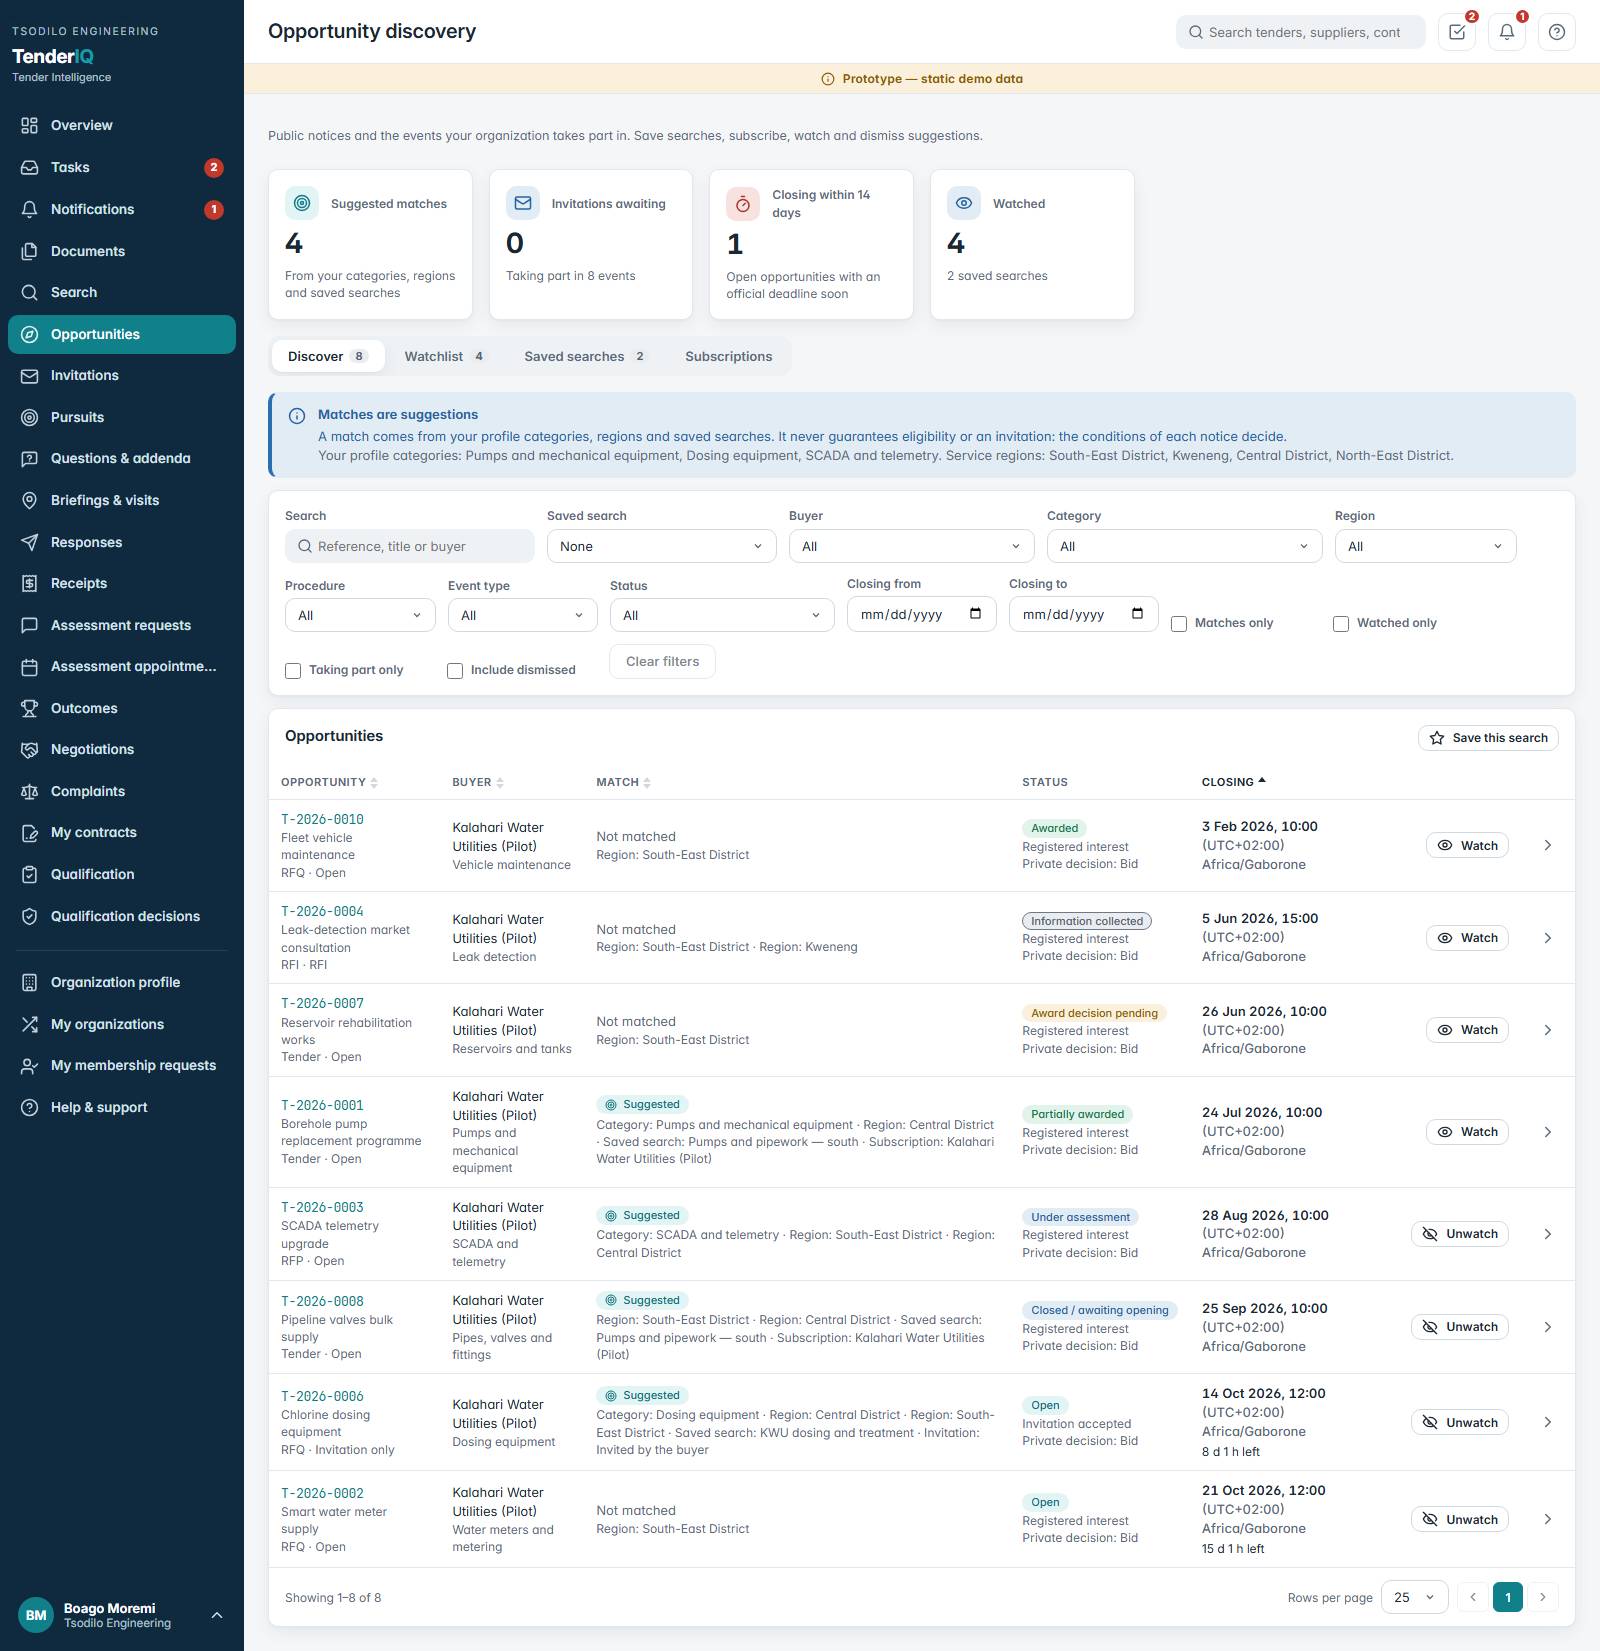 TSODILO ENGINEERING
TenderIQ
Tender Intelligence
Overview
Tasks 2
Notifications 1
Documents
Search
Opportunities
Invitations
Pursuits
Questions & addenda
Briefings & visits
Responses
Receipts
Assessment requests
Assessment appointme...
Outcomes
Negotiations
Complaints
My contracts
Qualification
Qualification decisions
Organization profile
My organizations
My membership requests
Help & support
BM
Boago Moremi
Tsodilo Engineering
Opportunity discovery
Search tenders, suppliers, cont
2
1
Prototype — static demo data
Public notices and the events your organization takes part in. Save searches, subscribe, watch and dismiss suggestions.
Suggested matches
4
From your categories, regions
and saved searches
Invitations awaiting
0
Taking part in 8 events
Closing within 14
days
1
Open opportunities with an
official deadline soon
Watched
4
2 saved searches
Discover 8 Watchlist 4 Saved searches 2 Subscriptions
Matches are suggestions
A match comes from your profile categories, regions and saved searches. It never guarantees eligibility or an invitation: the conditions of each notice decide.
Your profile categories: Pumps and mechanical equipment, Dosing equipment, SCADA and telemetry. Service regions: South-East District, Kweneng, Central District, North-East District.
Search Saved search Buyer Category Region
Reference, title or buyer None All All All
Procedure Event type Status Closing from Closing to
All All All mm/dd/yyyy mm/dd/yyyy Matches only Watched only
Taking part only Include dismissed Clear filters
Opportunities
Save this search
OPPORTUNITY BUYER MATCH STATUS CLOSING
T-2026-0010
Fleet vehicle
maintenance
RFQ · Open
Kalahari Water
Utilities (Pilot)
Vehicle maintenance
Not matched
Region: South-East District
Awarded
Registered interest
Private decision: Bid
3 Feb 2026, 10:00
(UTC+02:00)
Africa/Gaborone
Watch
T-2026-0004
Leak-detection market
consultation
RFI · RFI
Kalahari Water
Utilities (Pilot)
Leak detection
Not matched
Region: South-East District · Region: Kweneng
Information collected
Registered interest
Private decision: Bid
5 Jun 2026, 15:00
(UTC+02:00)
Africa/Gaborone
Watch
T-2026-0007
Reservoir rehabilitation
works
Tender · Open
Kalahari Water
Utilities (Pilot)
Reservoirs and tanks
Not matched
Region: South-East District
Award decision pending
Registered interest
Private decision: Bid
26 Jun 2026, 10:00
(UTC+02:00)
Africa/Gaborone
Watch
T-2026-0001
Borehole pump
replacement programme
Tender · Open
Kalahari Water
Utilities (Pilot)
Pumps and
mechanical
equipment
Suggested
Category: Pumps and mechanical equipment · Region: Central District
· Saved search: Pumps and pipework — south · Subscription: Kalahari
Water Utilities (Pilot)
Partially awarded
Registered interest
Private decision: Bid
24 Jul 2026, 10:00
(UTC+02:00)
Africa/Gaborone
Watch
T-2026-0003
SCADA telemetry
upgrade
RFP · Open
Kalahari Water
Utilities (Pilot)
SCADA and
telemetry
Suggested
Category: SCADA and telemetry · Region: South-East District · Region:
Central District
Under assessment
Registered interest
Private decision: Bid
28 Aug 2026, 10:00
(UTC+02:00)
Africa/Gaborone
Unwatch
T-2026-0008
Pipeline valves bulk
supply
Tender · Open
Kalahari Water
Utilities (Pilot)
Pipes, valves and
fittings
Suggested
Region: South-East District · Region: Central District · Saved search:
Pumps and pipework — south · Subscription: Kalahari Water Utilities
(Pilot)
Closed / awaiting opening
Registered interest
Private decision: Bid
25 Sep 2026, 10:00
(UTC+02:00)
Africa/Gaborone
Unwatch
T-2026-0006
Chlorine dosing
equipment
RFQ · Invitation only
Kalahari Water
Utilities (Pilot)
Dosing equipment
Suggested
Category: Dosing equipment · Region: Central District · Region: South-
East District · Saved search: KWU dosing and treatment · Invitation:
Invited by the buyer
Open
Invitation accepted
Private decision: Bid
14 Oct 2026, 12:00
(UTC+02:00)
Africa/Gaborone
8 d 1 h left
Unwatch
T-2026-0002
Smart water meter
supply
RFQ · Open
Kalahari Water
Utilities (Pilot)
Water meters and
metering
Not matched
Region: South-East District
Open
Registered interest
Private decision: Bid
21 Oct 2026, 12:00
(UTC+02:00)
Africa/Gaborone
15 d 1 h left
Unwatch
Showing 1–8 of 8
Rows per page 25 1